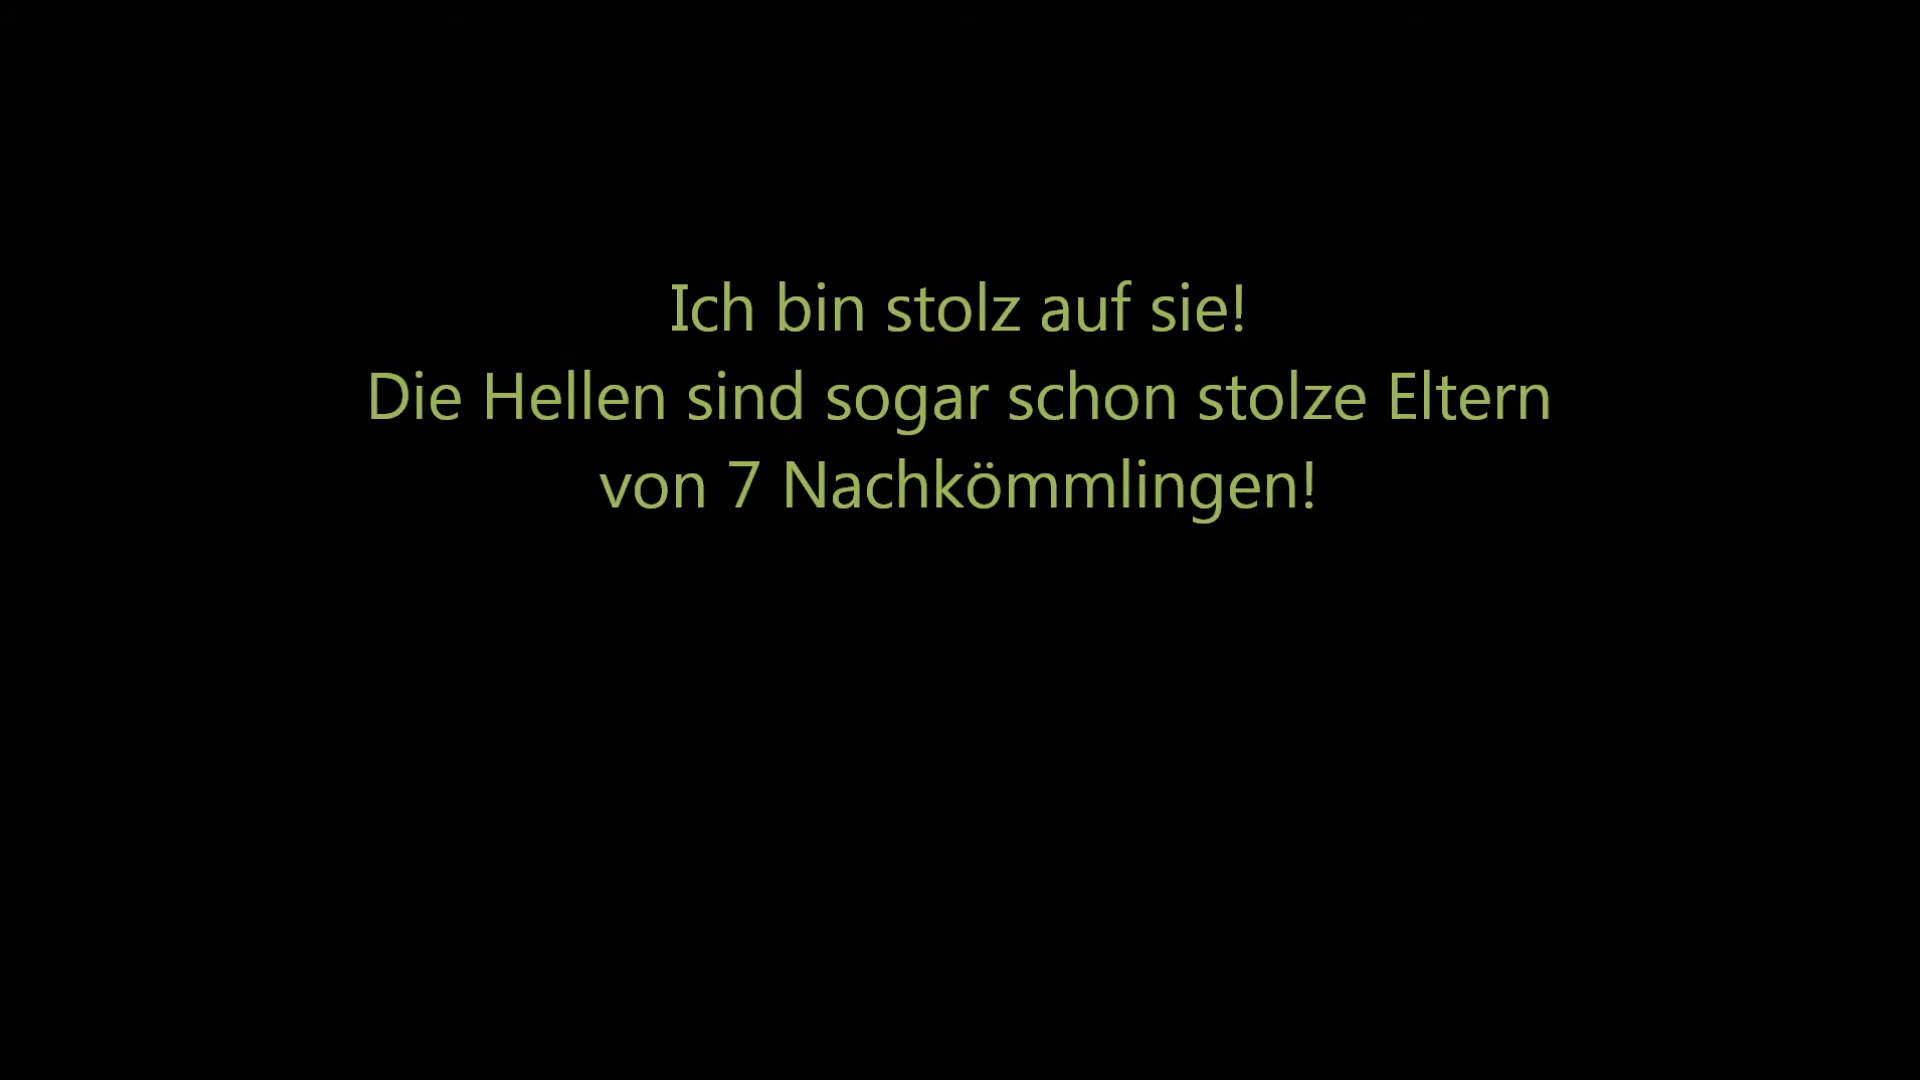 Ich bin stolz auf sie!
Die Hellen sind sogar schon stolze Eltern
von 7 Nachkömmlingen!